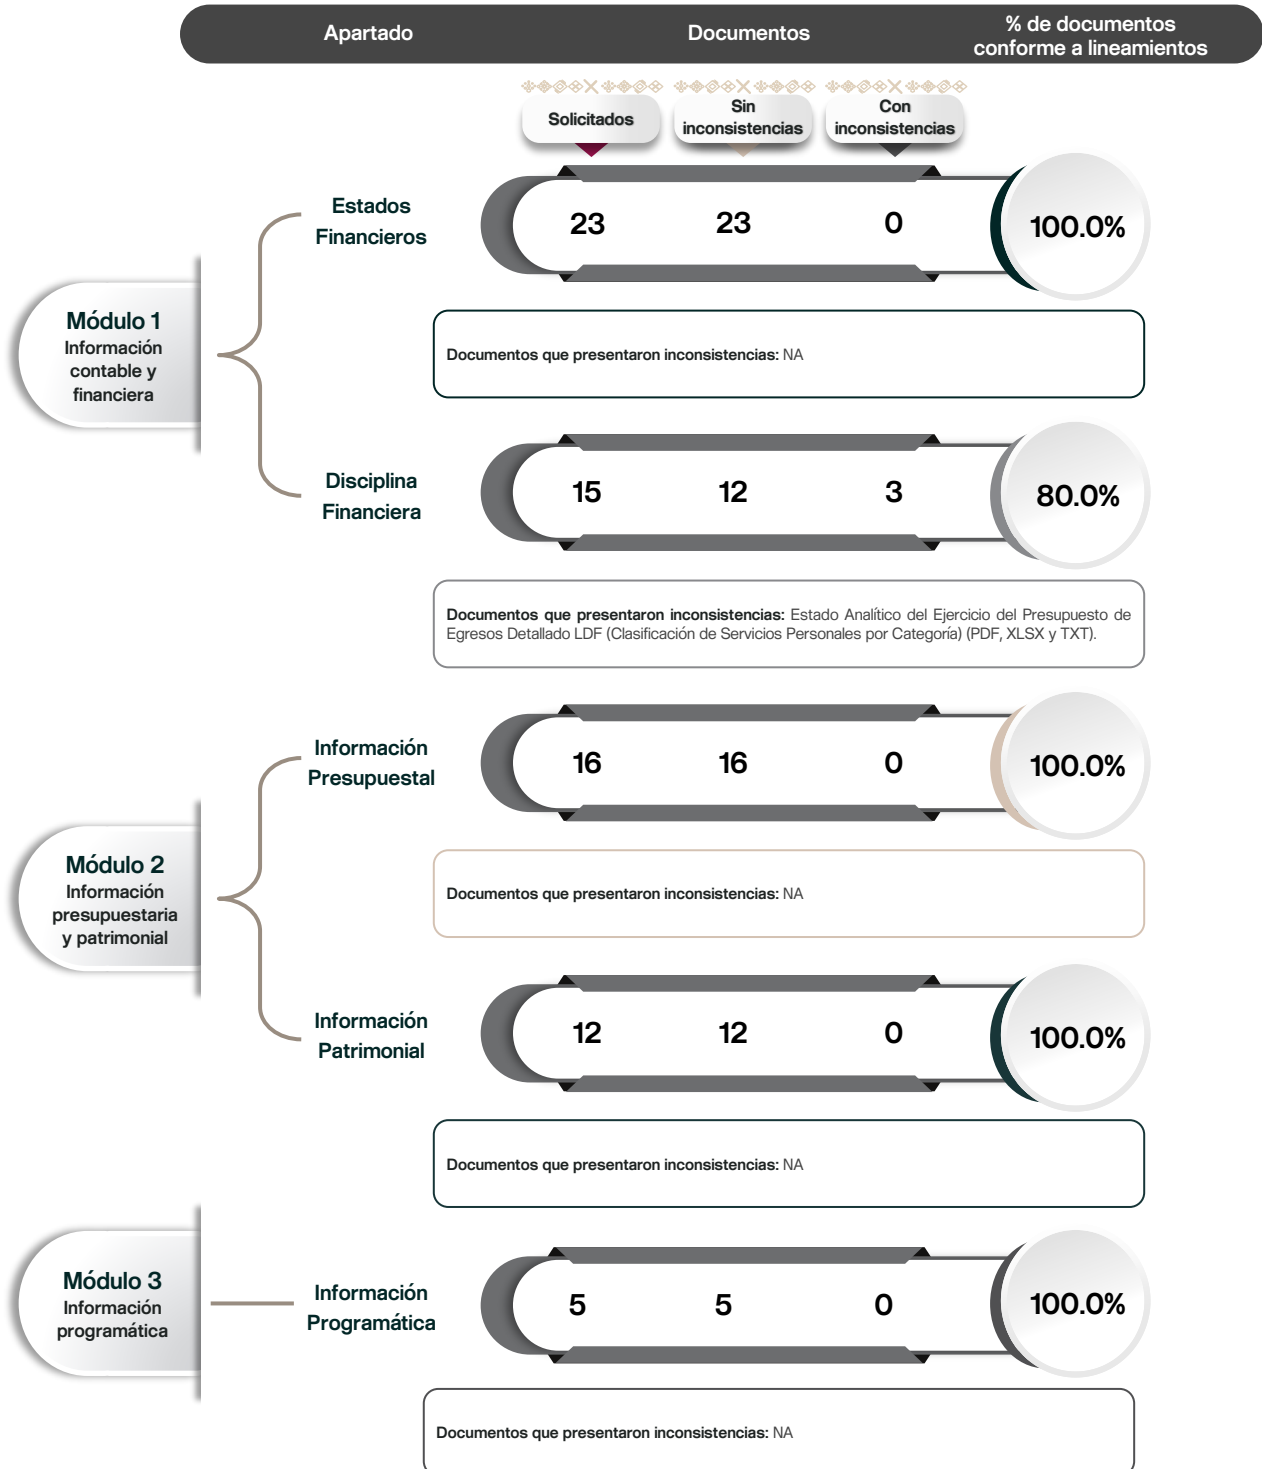 Apartado
Documentos
% de documentos
conforme a lineamientos
Solicitados
Sin
inconsistencias
Con
inconsistencias
Módulo 1
Información
contable y
financiera
Estados
Financieros
23
23
0
100.0%
Documentos que presentaron inconsistencias: NA
Disciplina
Financiera
15
12
3
80.0%
Documentos que presentaron inconsistencias: Estado Analítico del Ejercicio del Presupuesto de
Egresos Detallado LDF (Clasificación de Servicios Personales por Categoría) (PDF, XLSX y TXT).
Módulo 2
Información
presupuestaria
y patrimonial
Información
Presupuestal
16
16
0
100.0%
Documentos que presentaron inconsistencias: NA
Información
Patrimonial
12
12
0
100.0%
Documentos que presentaron inconsistencias: NA
Módulo 3
Información
programática
Información
Programática
5
5
0
100.0%
Documentos que presentaron inconsistencias: NA